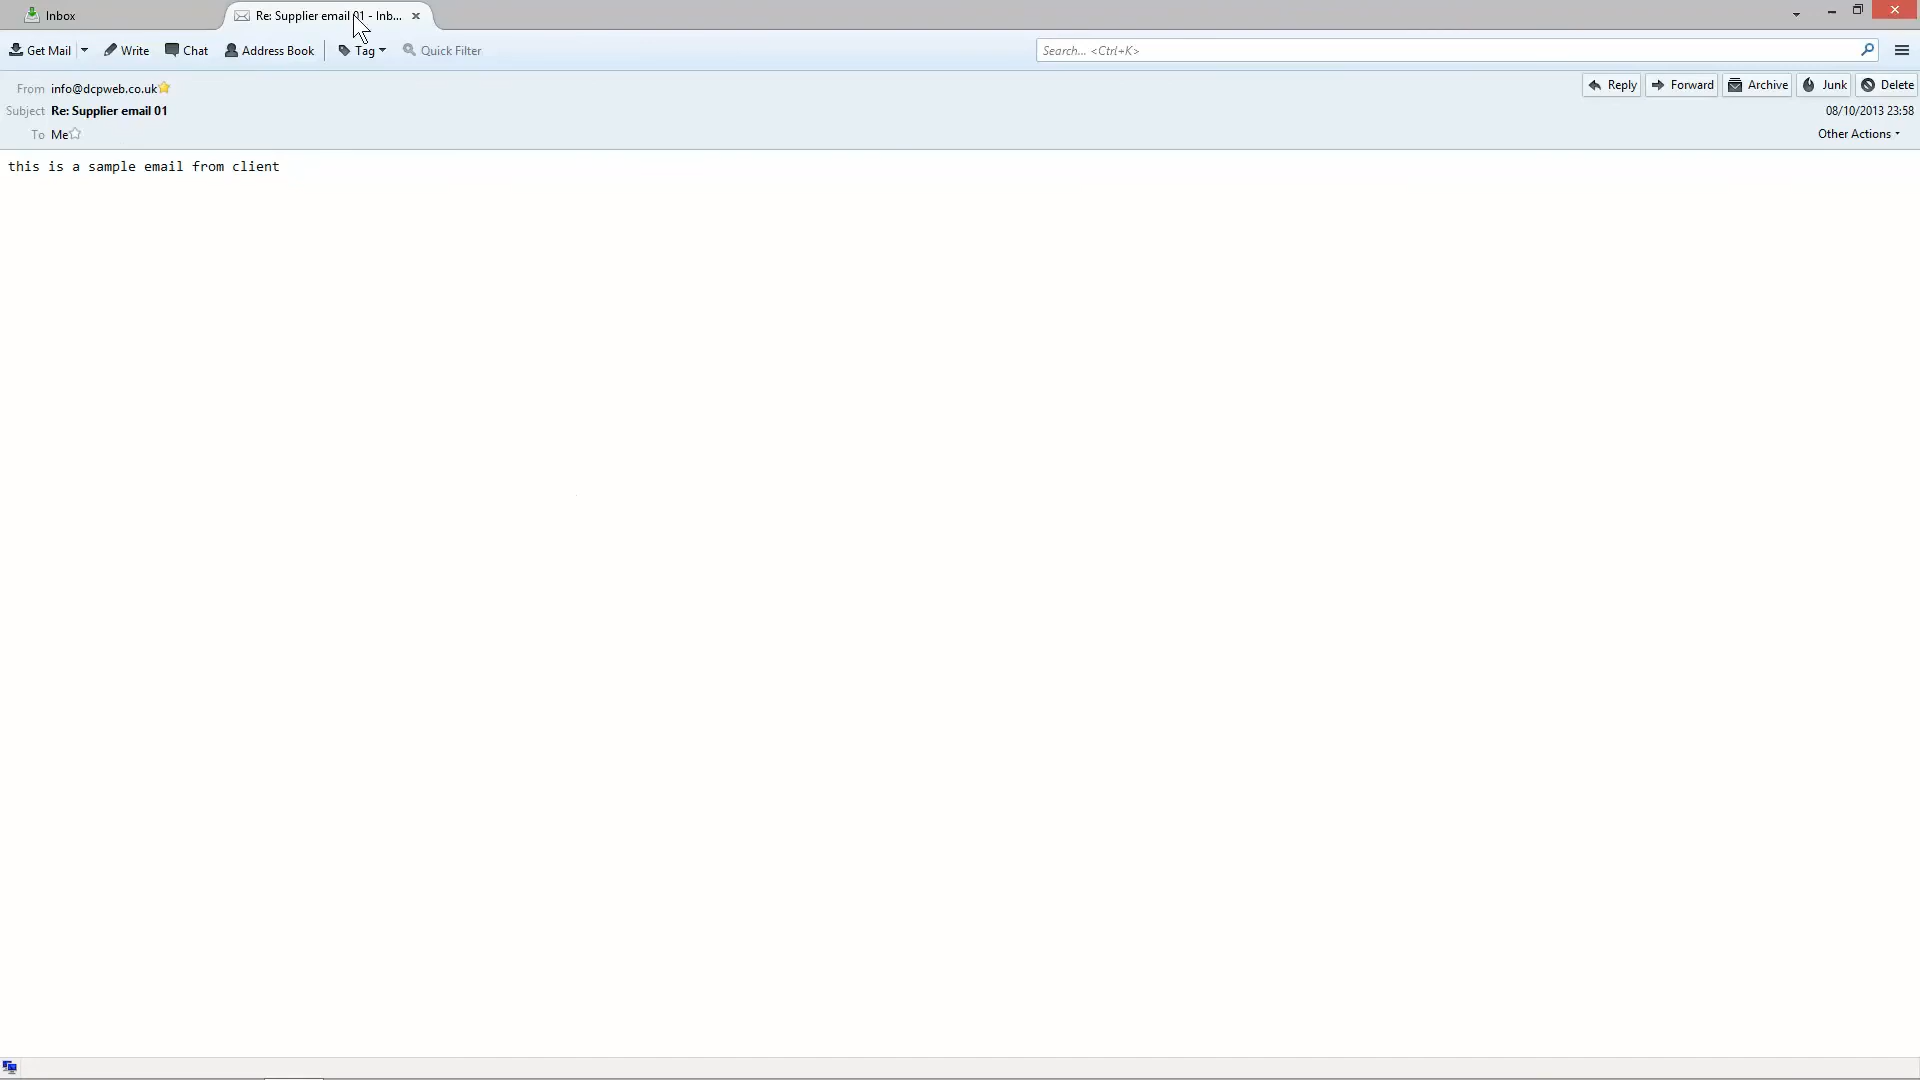 Inbox
Re: Supplier email 01 - Inb...
Get Mail Write Chat Address Book Tag Quick Filter Search... <Ctrl+K>
From info@dcpweb.co.uk Reply Forward Archive Junk Delete
Subject Re: Supplier email 01 08/10/2013 23:58
To Me Other Actions
this is a sample email from client